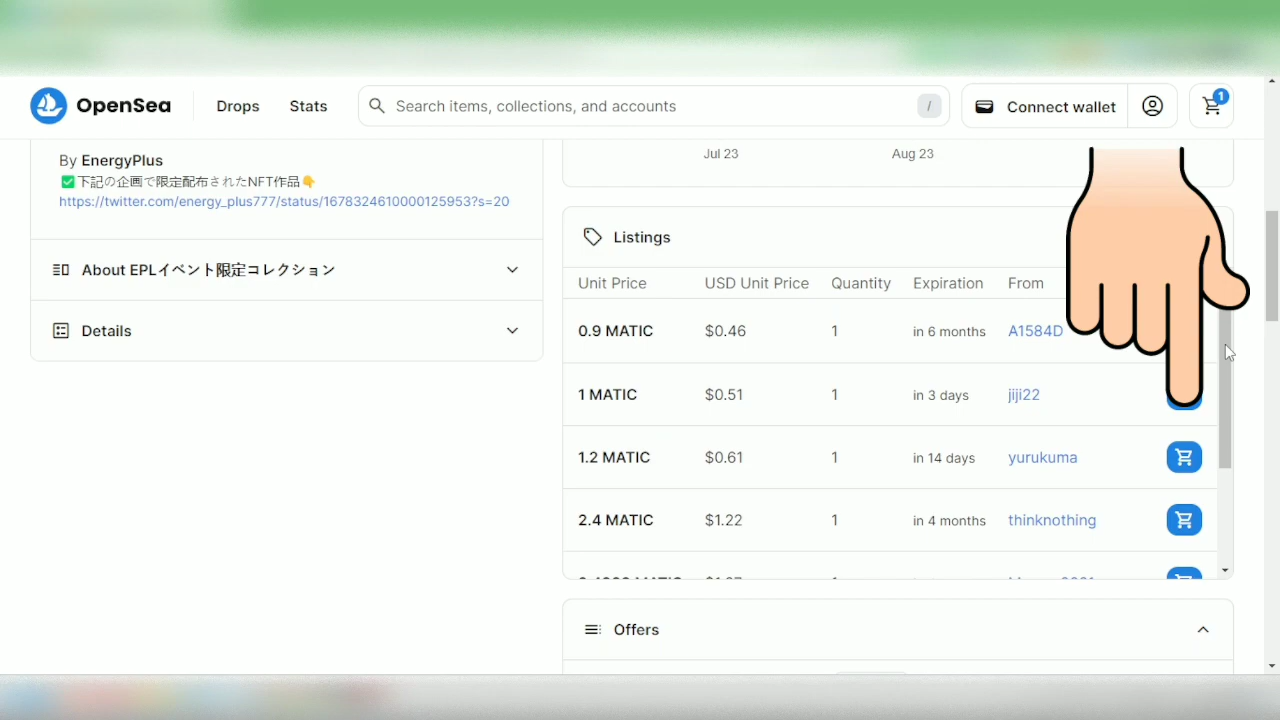 OpenSea Drops Stats Search items, collections, and accounts / Connect wallet 1
By EnergyPlus
✅下記の企画で限定配布されたNFT作品👇
https://twitter.com/energy_plus777/status/1678324610000125953?s=20
About EPLイベント限定コレクション
Details
Jul 23 Aug 23
Listings
Unit Price USD Unit Price Quantity Expiration From
0.9 MATIC $0.46 1 in 6 months A1584D
1 MATIC $0.51 1 in 3 days jiji22
1.2 MATIC $0.61 1 in 14 days yurukuma
2.4 MATIC $1.22 1 in 4 months thinknothing
Offers